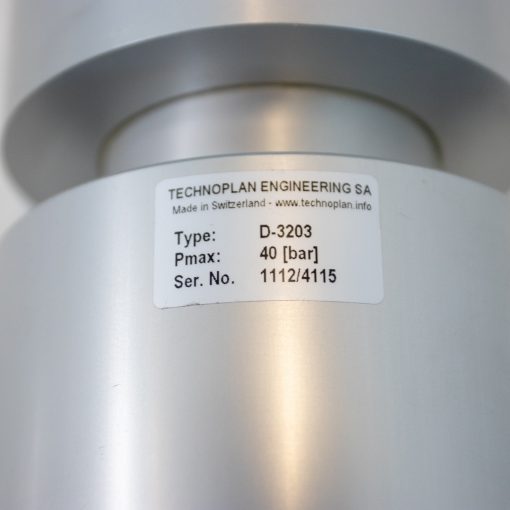 TECHNOPLAN ENGINEERING SA
Made in Switzerland - www.technoplan.info
Type: D-3203
Pmax: 40 [bar]
Ser. No. 1112/4115